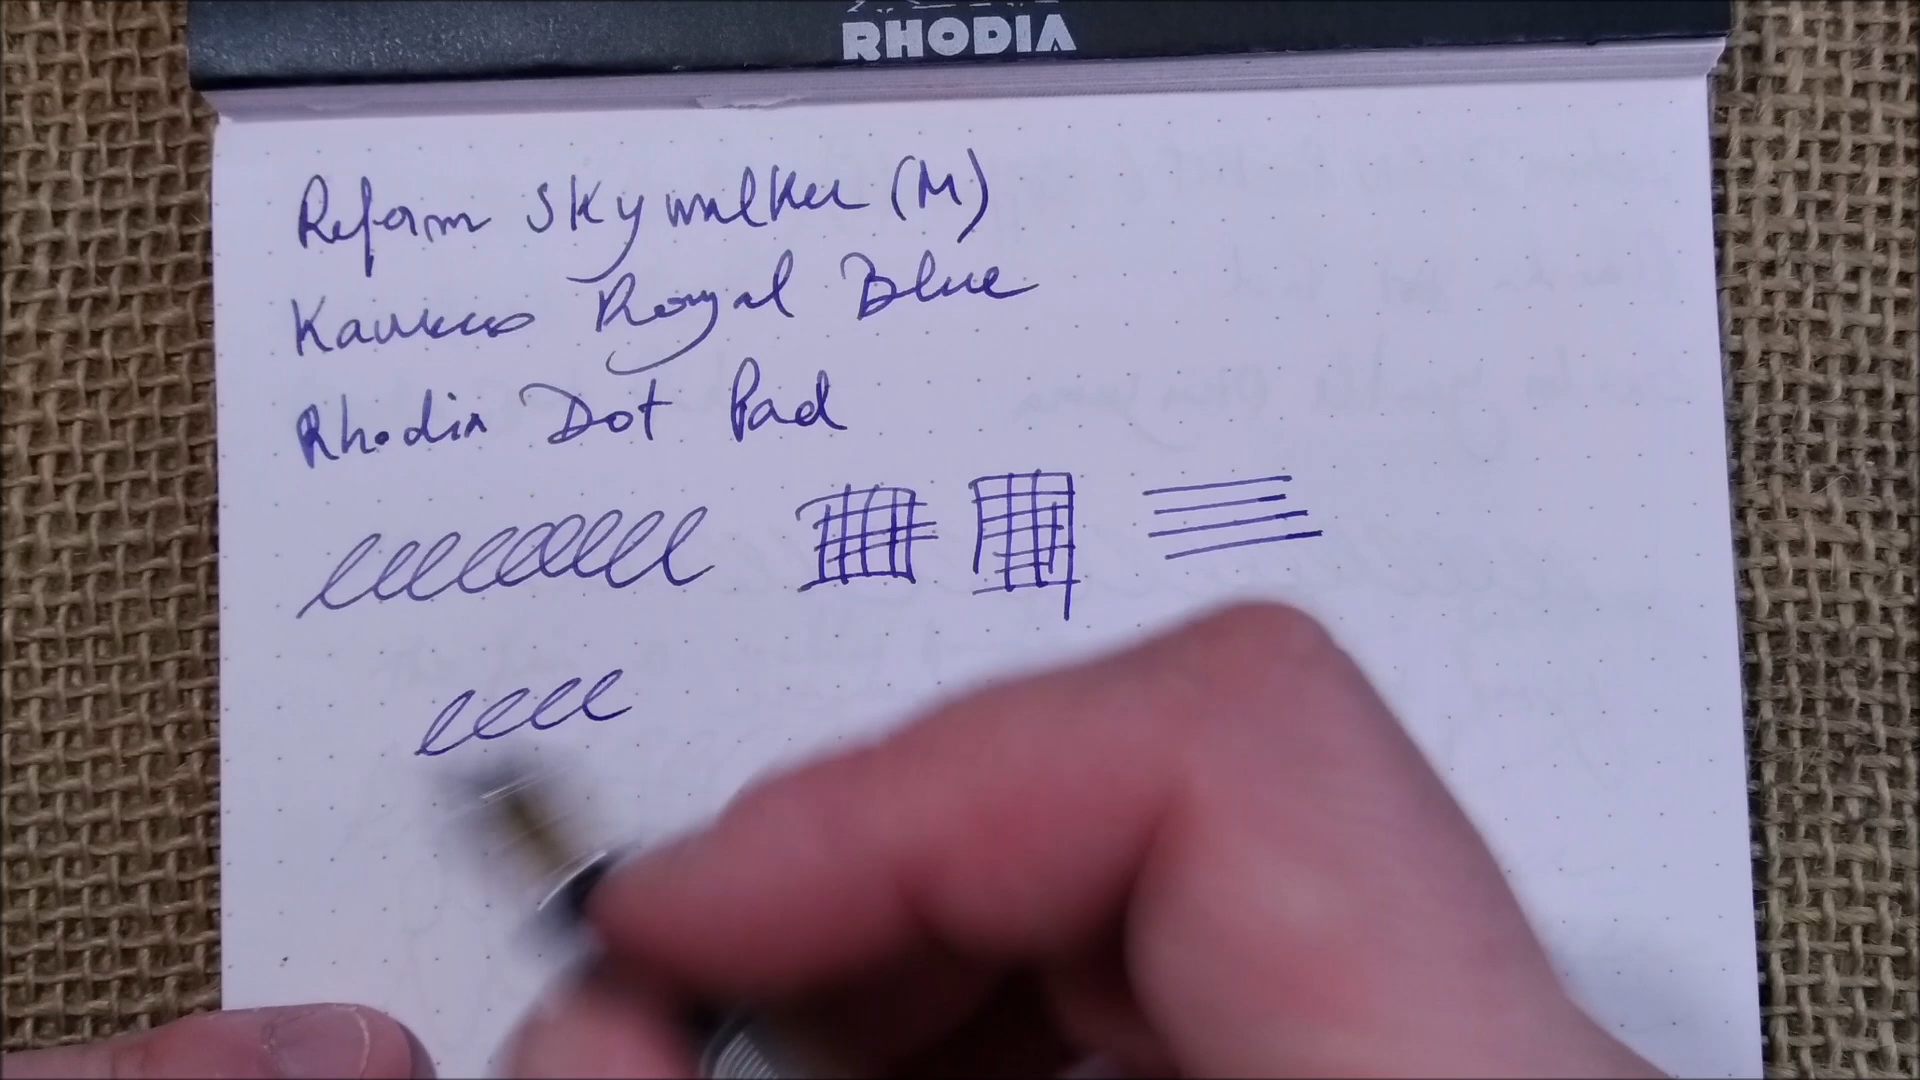 RHODIA
Reform Skywalker (M)
Kaweco Royal Blue
Rhodia Dot Pad